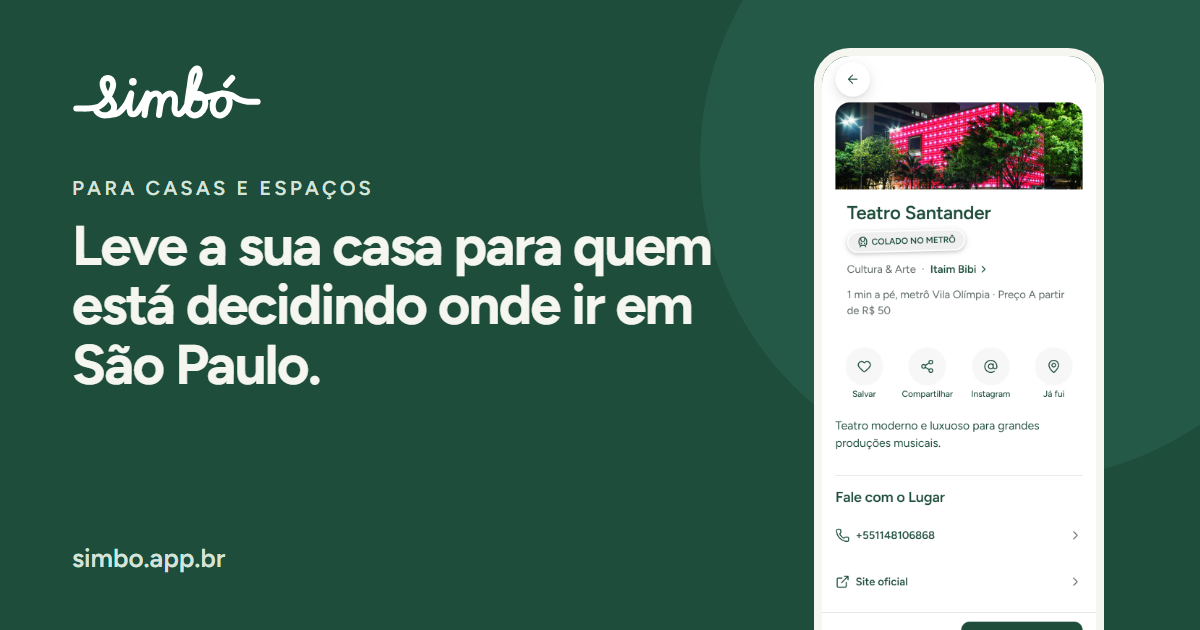 simbó
PARA CASAS E ESPAÇOS
Leve a sua casa para quem
está decidindo onde ir em
São Paulo.
simbo.app.br
Teatro Santander
COLADO NO METRÔ
Cultura & Arte · Itaim Bibi
1 min a pé, metrô Vila Olímpia · Preço A partir
de R$ 50
Salvar Compartilhar Instagram Já fui
Teatro moderno e luxuoso para grandes
produções musicais.
Fale com o Lugar
+551148106868
Site oficial